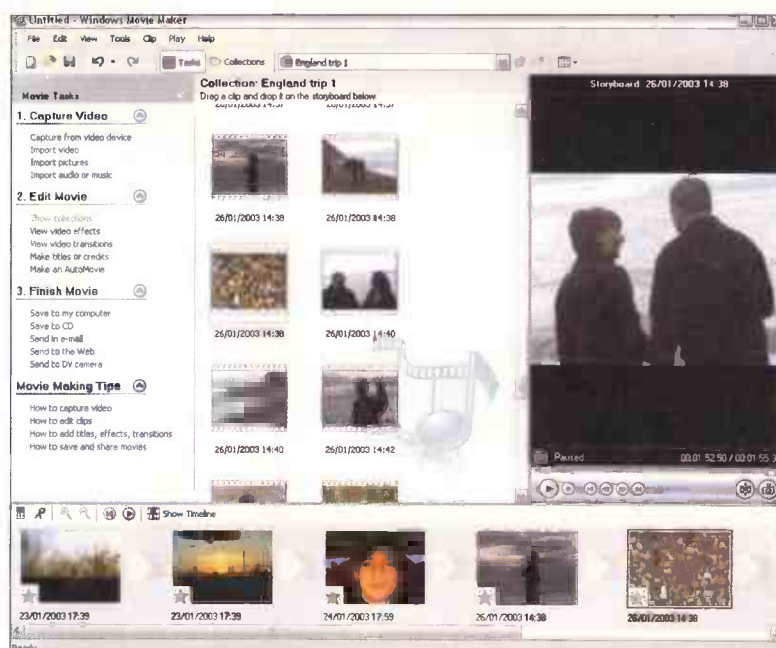 Untitled - Windows Movie Maker
File Edit View Tools Clip Play Help
Tasks Collections England trip 1
Movie Tasks
1. Capture Video
Capture from video device
Import video
Import pictures
Import audio or music
2. Edit Movie
Show collections
View video effects
View video transitions
Make titles or credits
Make an AutoMovie
3. Finish Movie
Save to my computer
Save to CD
Send in e-mail
Send to the Web
Send to DV camera
Movie Making Tips
How to capture video
How to edit clips
How to add titles, effects, transitions
How to save and share movies
Collection: England trip 1
Drag a clip and drop it on the storyboard below
26/01/2003 14:38 26/01/2003 14:38
26/01/2003 14:38 26/01/2003 14:40
26/01/2003 14:40 26/01/2003 14:42
Storyboard 26/01/2003 14:38
Paused
Show Timeline
23/01/2003 17:39 23/01/2003 17:39 24/01/2003 17:59 26/01/2003 14:38 26/01/2003 14:38
Ready